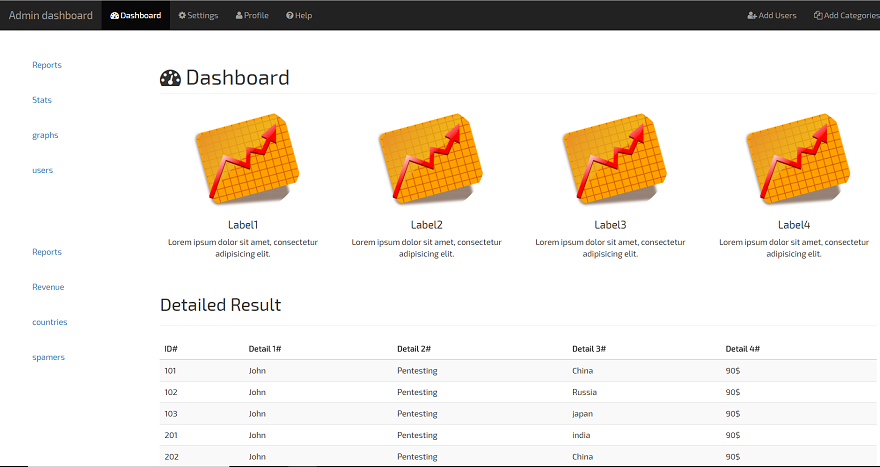 Admin dashboard Dashboard Settings Profile Help Add Users Add Categories
Reports
Stats
graphs
users
Reports
Revenue
countries
spamers
Dashboard
Label1 Label2 Label3 Label4
Lorem ipsum dolor sit amet, consectetur Lorem ipsum dolor sit amet, consectetur Lorem ipsum dolor sit amet, consectetur Lorem ipsum dolor sit amet, consectetur
adipisicing elit. adipisicing elit. adipisicing elit. adipisicing elit.
Detailed Result
ID# Detail 1# Detail 2# Detail 3# Detail 4#
101 John Pentesting China 90$
102 John Pentesting Russia 90$
103 John Pentesting japan 90$
201 John Pentesting india 90$
202 John Pentesting China 90$